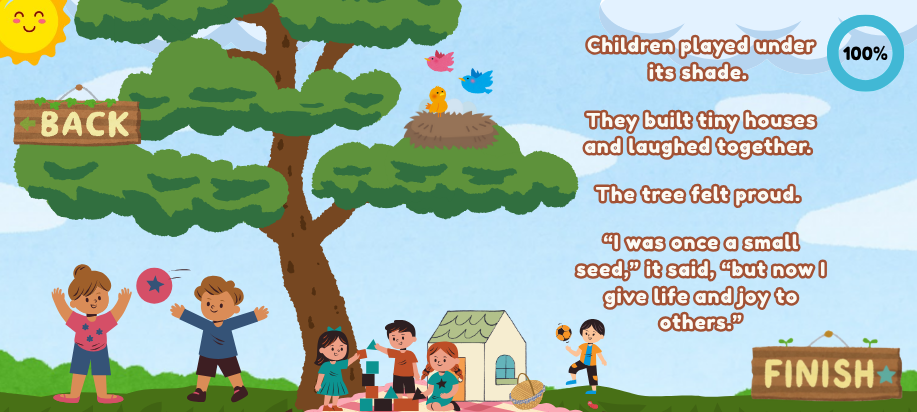 BACK
Children played under
its shade.
They built tiny houses
and laughed together.
The tree felt proud.
“I was once a small
seed,” it said, “but now I
give life and joy to
others.”
100%
FINISH